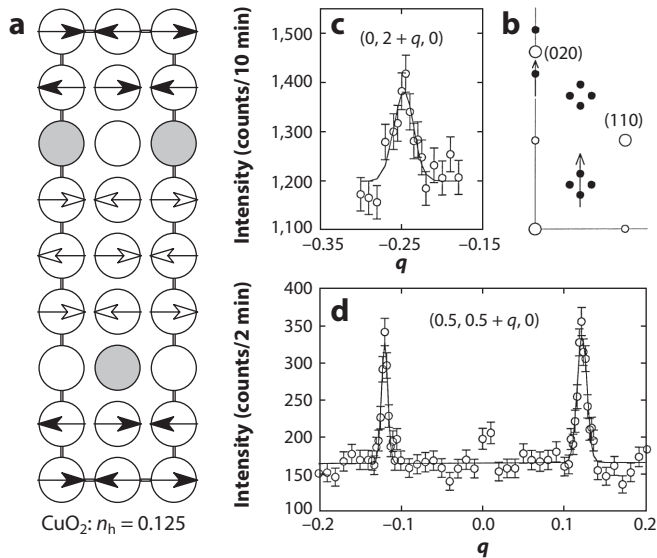 a
CuO₂: nₕ = 0.125
c
(0, 2 + q, 0)
Intensity (counts/10 min)
1,500
1,400
1,300
1,200
1,100
−0.35
−0.25
−0.15
q
b
(020)
(110)
d
(0.5, 0.5 + q, 0)
Intensity (counts/2 min)
400
350
300
250
200
150
100
−0.2
−0.1
0.0
0.1
0.2
q